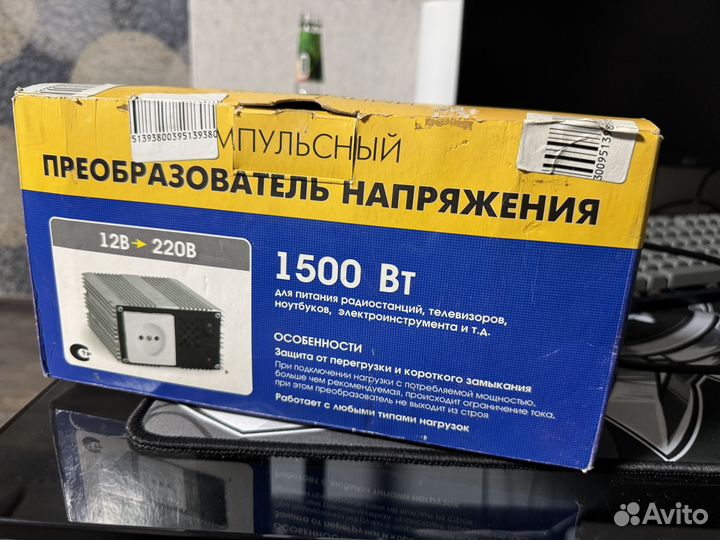 5139380039513938
МПУЛЬСНЫЙ
ПРЕОБРАЗОВАТЕЛЬ НАПРЯЖЕНИЯ
12В 220В
1500 Вт
для питания радиостанций, телевизоров,
ноутбуков, электроинструмента и т.д.
ОСОБЕННОСТИ
Защита от перегрузки и короткого замыкания
При подключении нагрузки с потребляемой мощностью,
больше чем рекомендуемая, происходит ограничение тока.
при этом преобразователь не выходит из строя
Работает с любыми типами нагрузок
Avito